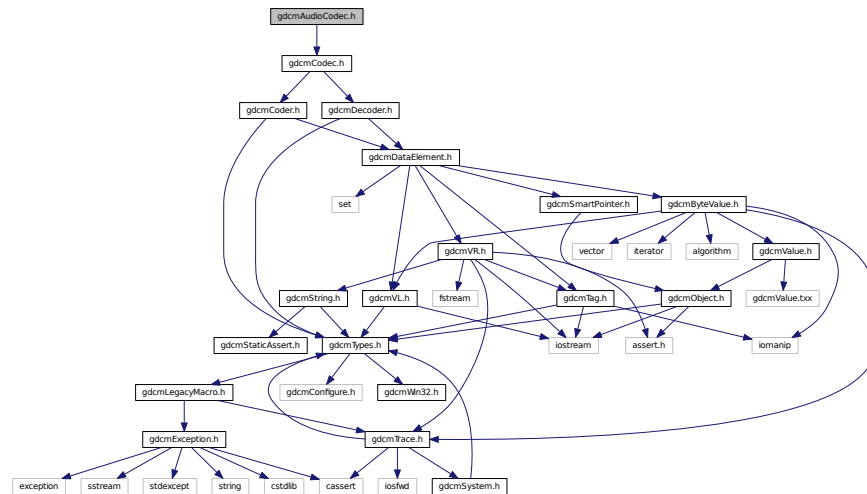 gdcmAudioCodec.h
gdcmCodec.h
gdcmCoder.h
gdcmDecoder.h
gdcmDataElement.h
set
gdcmSmartPointer.h
gdcmByteValue.h
gdcmVR.h
vector
iterator
algorithm
gdcmValue.h
gdcmString.h
gdcmVL.h
fstream
gdcmTag.h
gdcmObject.h
gdcmValue.txx
gdcmStaticAssert.h
gdcmTypes.h
iostream
assert.h
iomanip
gdcmLegacyMacro.h
gdcmConfigure.h
gdcmWin32.h
gdcmException.h
gdcmTrace.h
exception
sstream
stdexcept
string
cstdlib
cassert
iosfwd
gdcmSystem.h